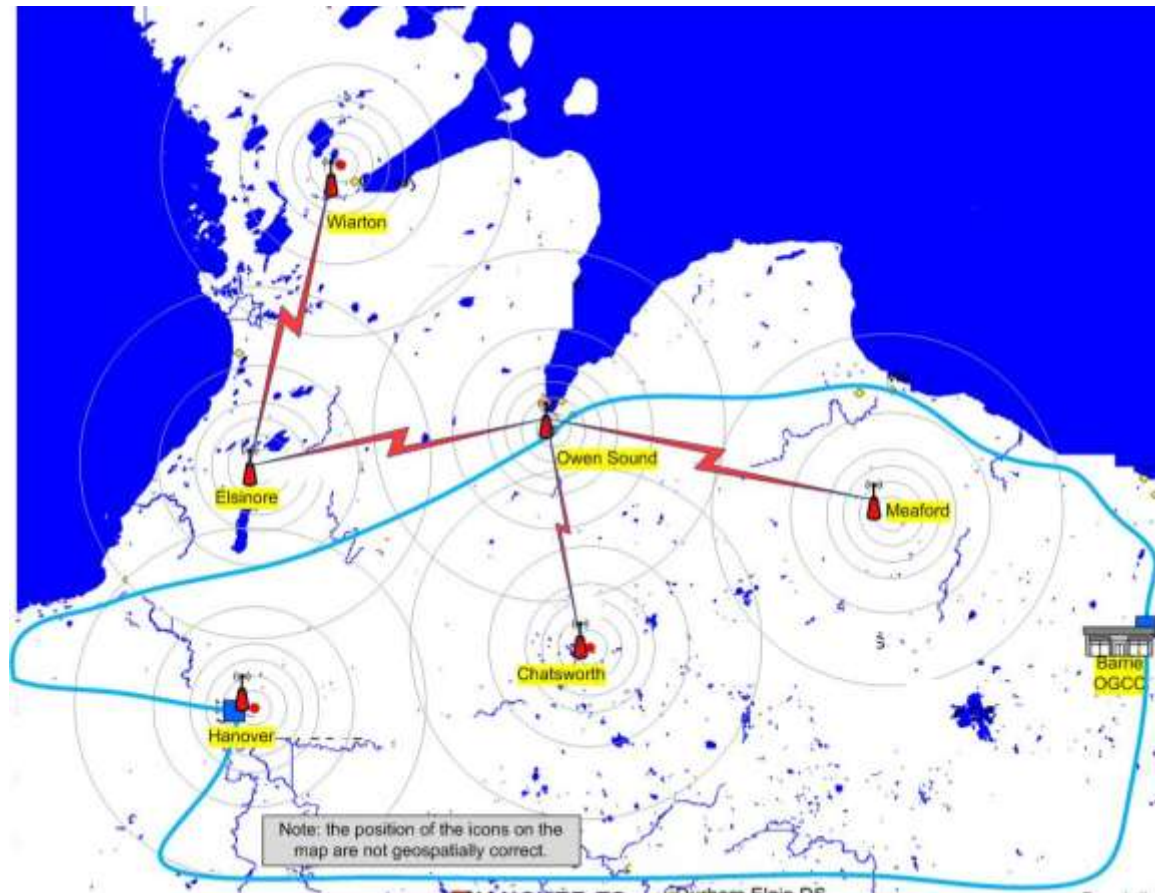 Wiarton
Owen Sound
Elsinore
Meaford
Chatsworth
Barrie
OGCC
Hanover
Note: the position of the icons on the
map are not geospatially correct.